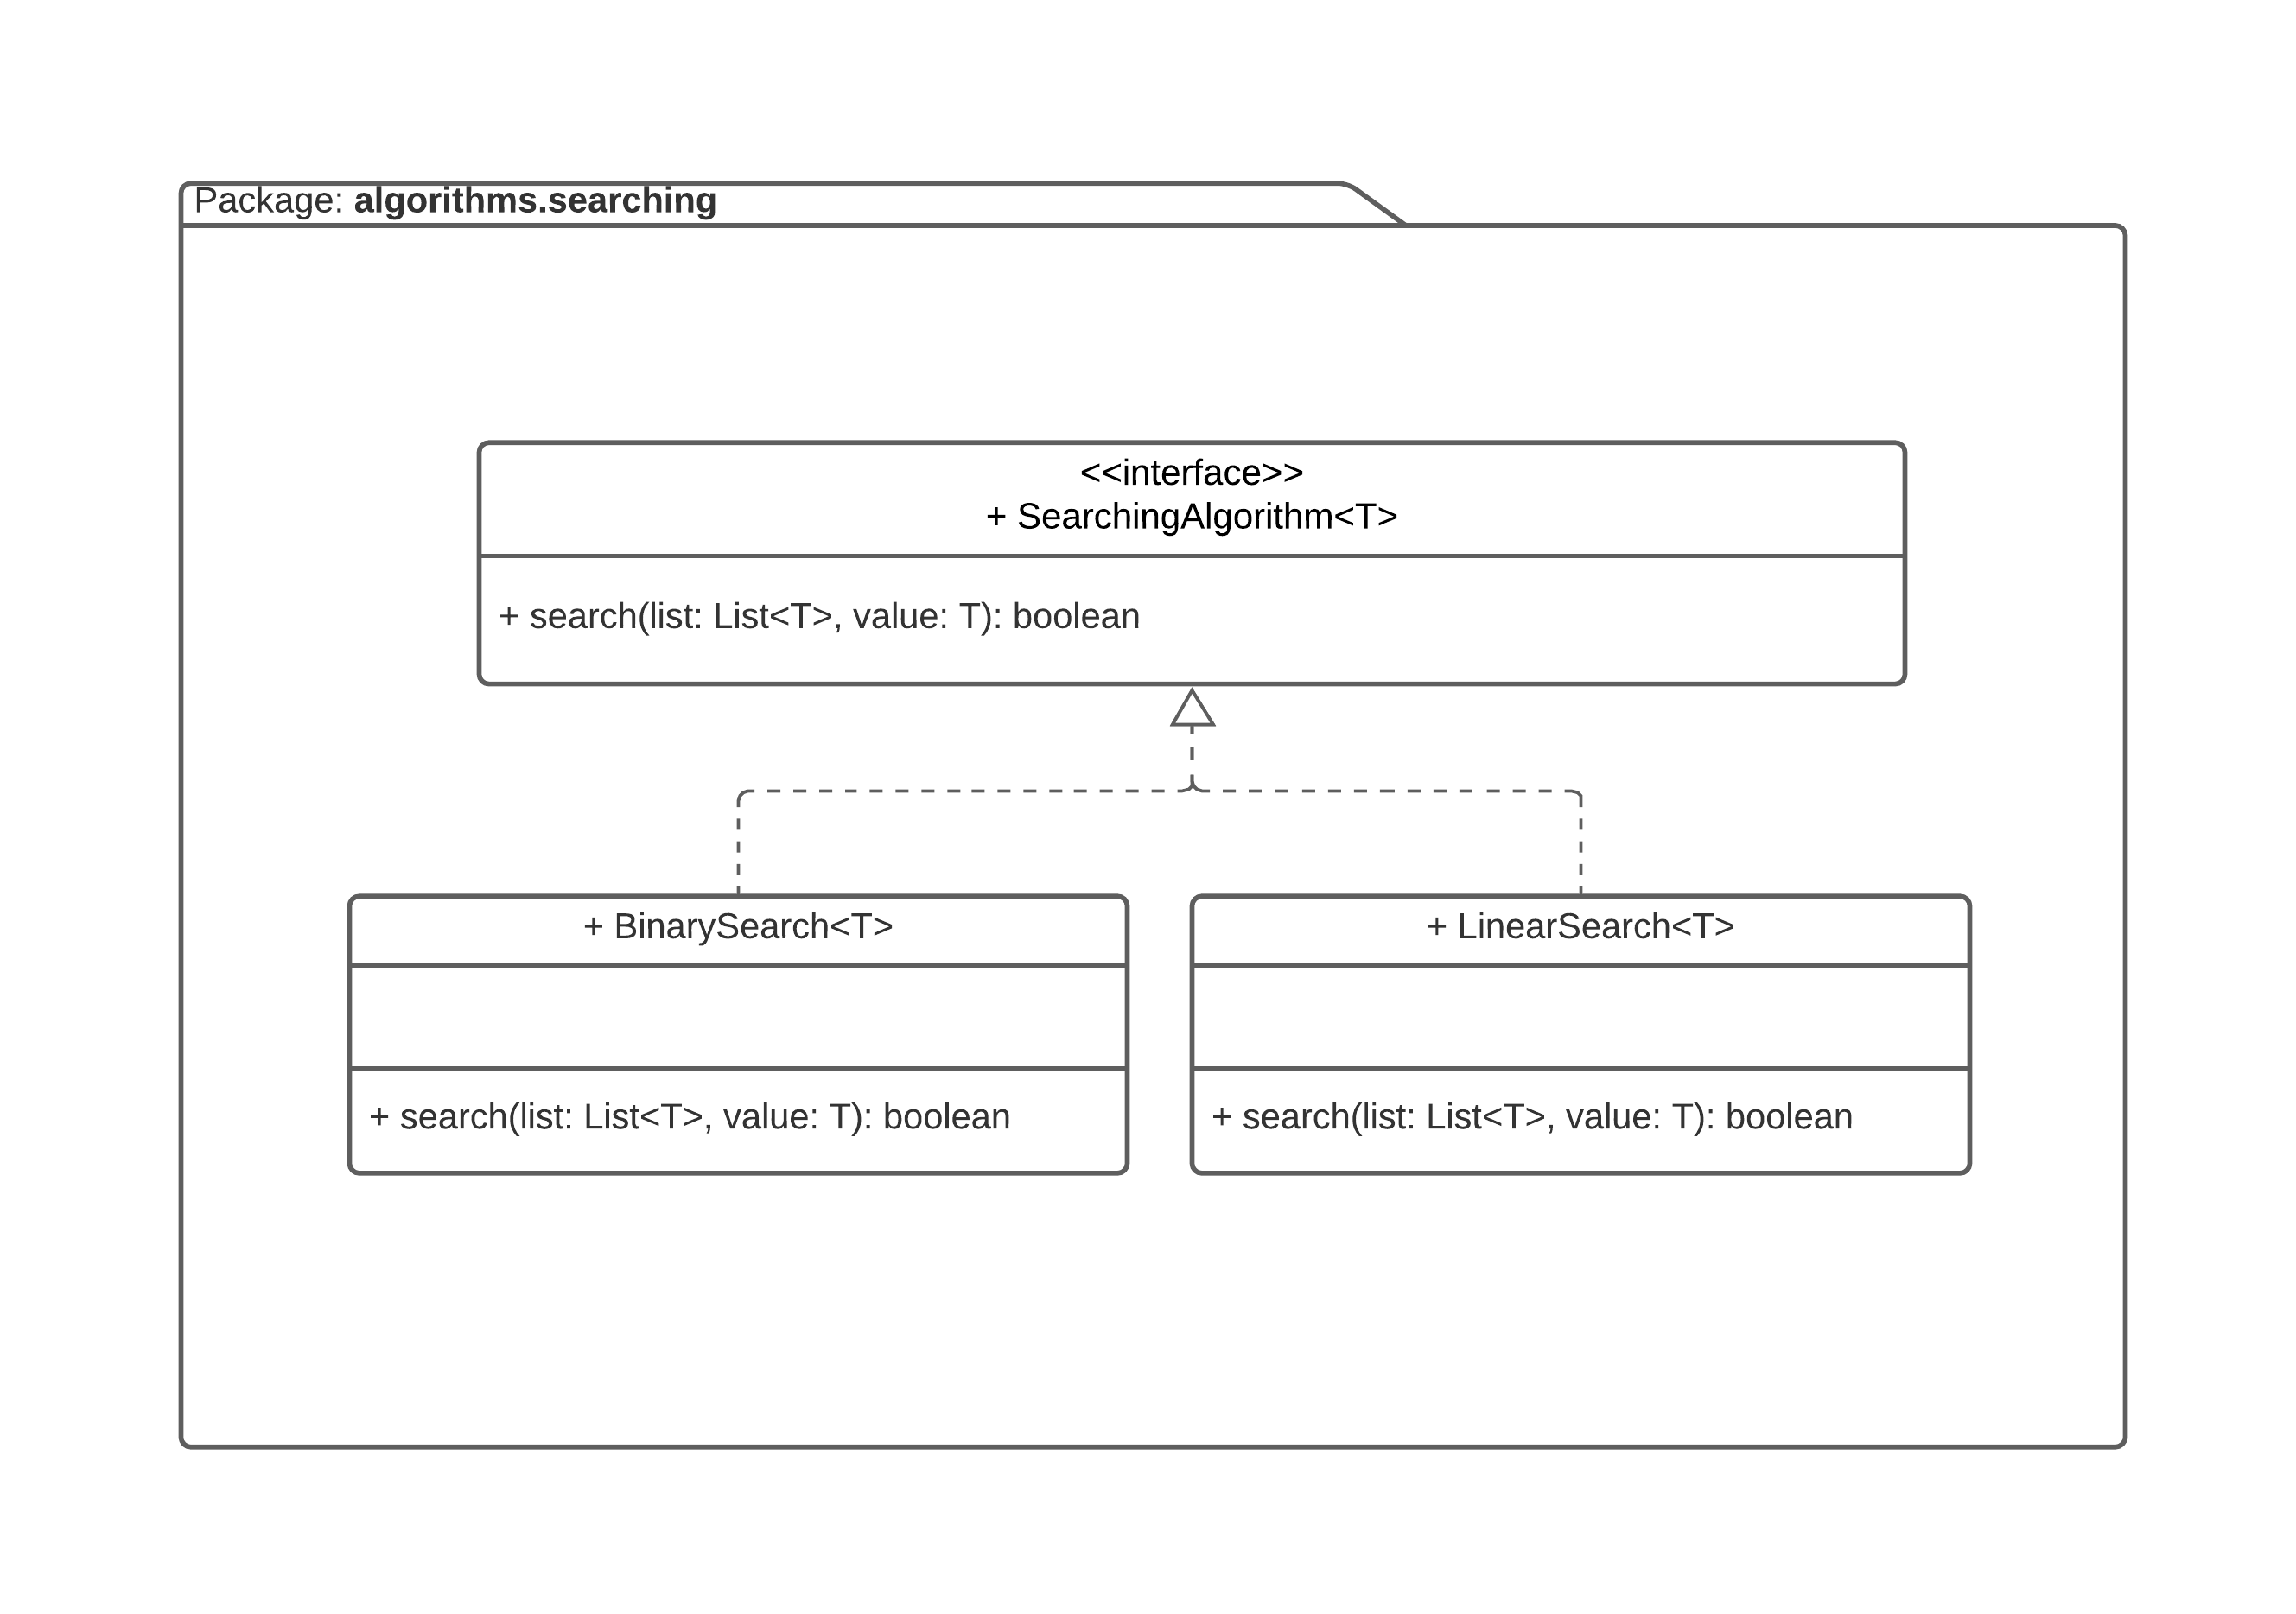 Package: algorithms.searching
<<interface>>
+ SearchingAlgorithm<T>
+ search(list: List<T>, value: T): boolean
+ BinarySearch<T>
+ search(list: List<T>, value: T): boolean
+ LinearSearch<T>
+ search(list: List<T>, value: T): boolean